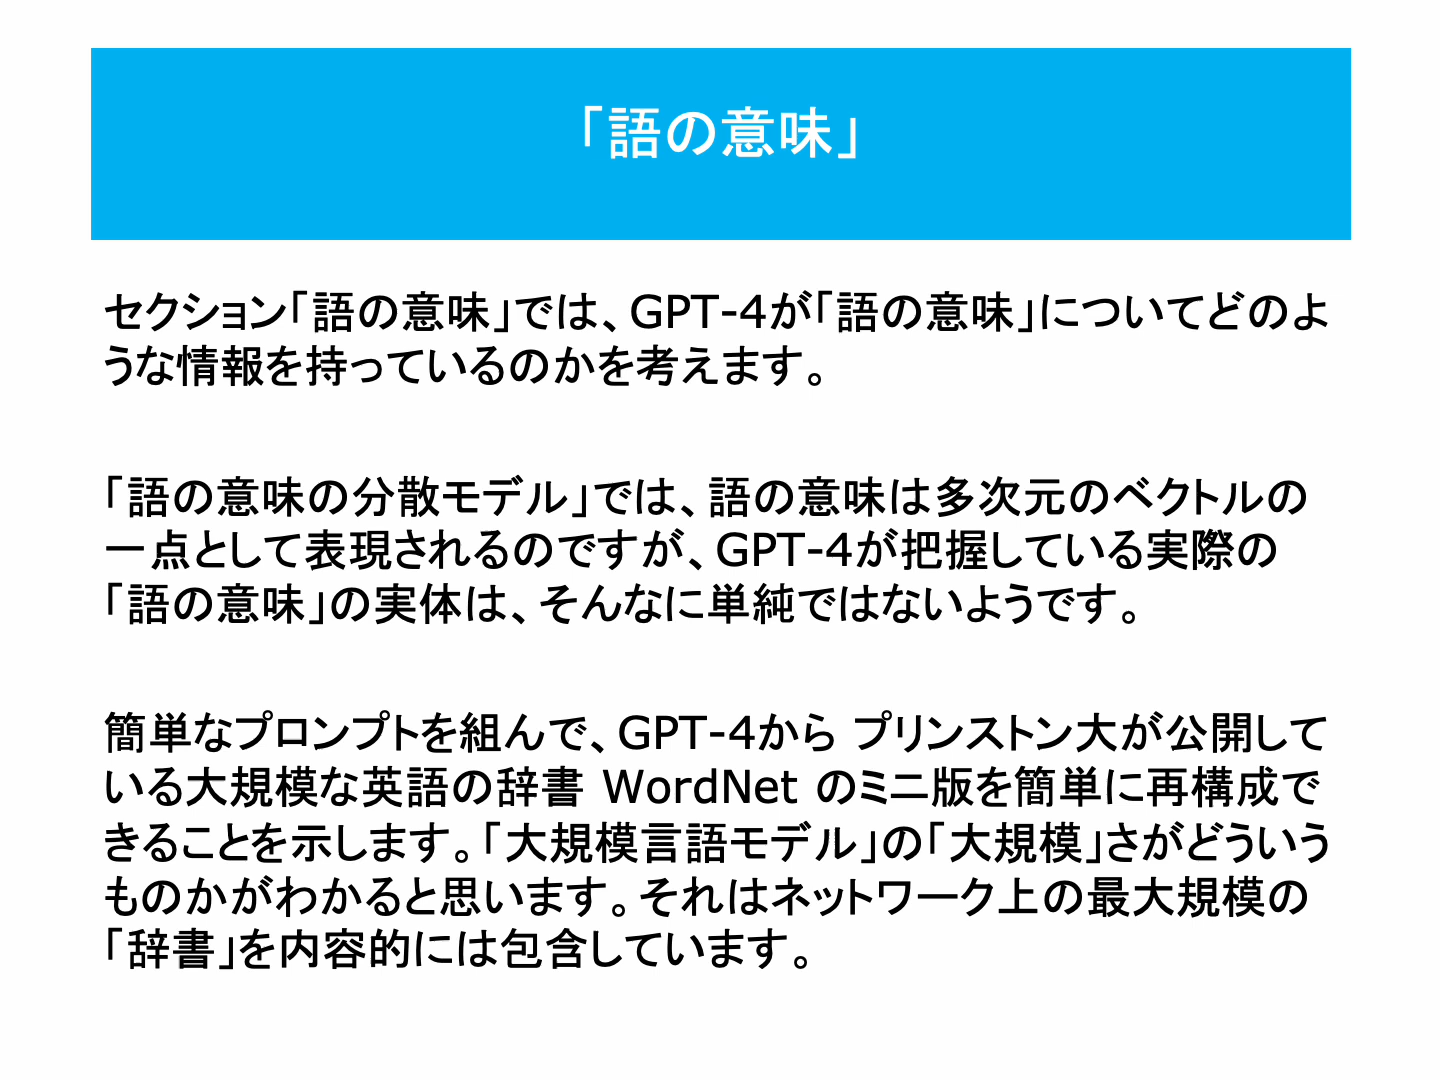 「語の意味」
セクション「語の意味」では、GPT-4が「語の意味」についてどのよ
うな情報を持っているのかを考えます。
「語の意味の分散モデル」では、語の意味は多次元のベクトルの
一点として表現されるのですが、GPT-4が把握している実際の
「語の意味」の実体は、そんなに単純ではないようです。
簡単なプロンプトを組んで、GPT-4から プリンストン大が公開して
いる大規模な英語の辞書 WordNet のミニ版を簡単に再構成で
きることを示します。「大規模言語モデル」の「大規模」さがどういう
ものかがわかると思います。それはネットワーク上の最大規模の
「辞書」を内容的には包含しています。